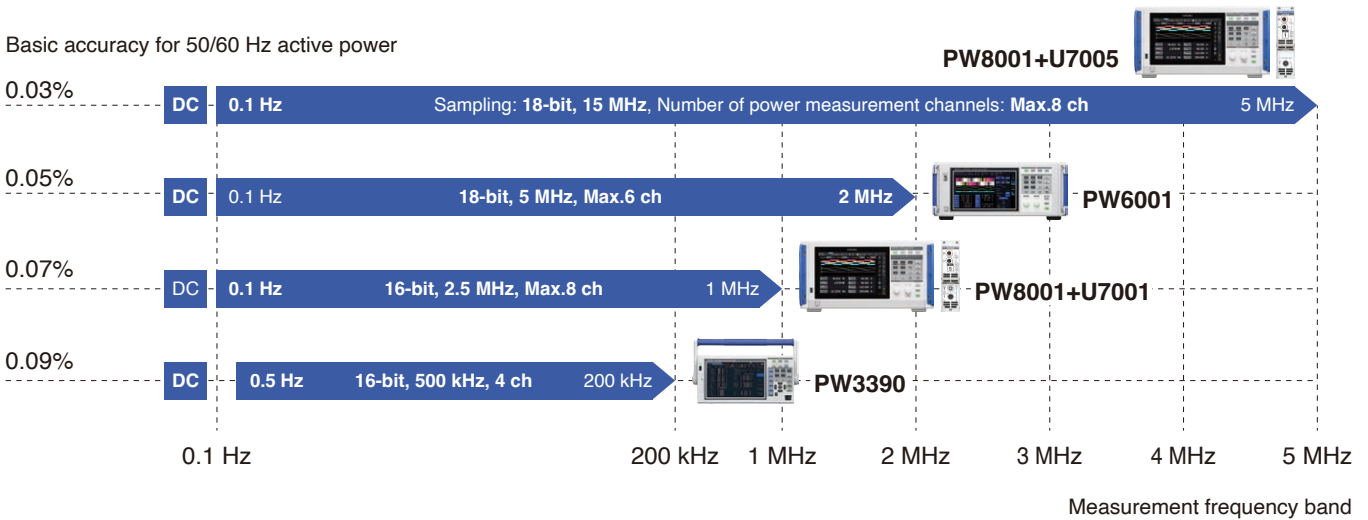 Basic accuracy for 50/60 Hz active power
PW8001+U7005
0.03%
DC 0.1 Hz Sampling: 18-bit, 15 MHz, Number of power measurement channels: Max.8 ch 5 MHz
0.05%
DC 0.1 Hz 18-bit, 5 MHz, Max.6 ch 2 MHz PW6001
0.07%
DC 0.1 Hz 16-bit, 2.5 MHz, Max.8 ch 1 MHz PW8001+U7001
0.09%
DC 0.5 Hz 16-bit, 500 kHz, 4 ch 200 kHz PW3390
0.1 Hz 200 kHz 1 MHz 2 MHz 3 MHz 4 MHz 5 MHz
Measurement frequency band